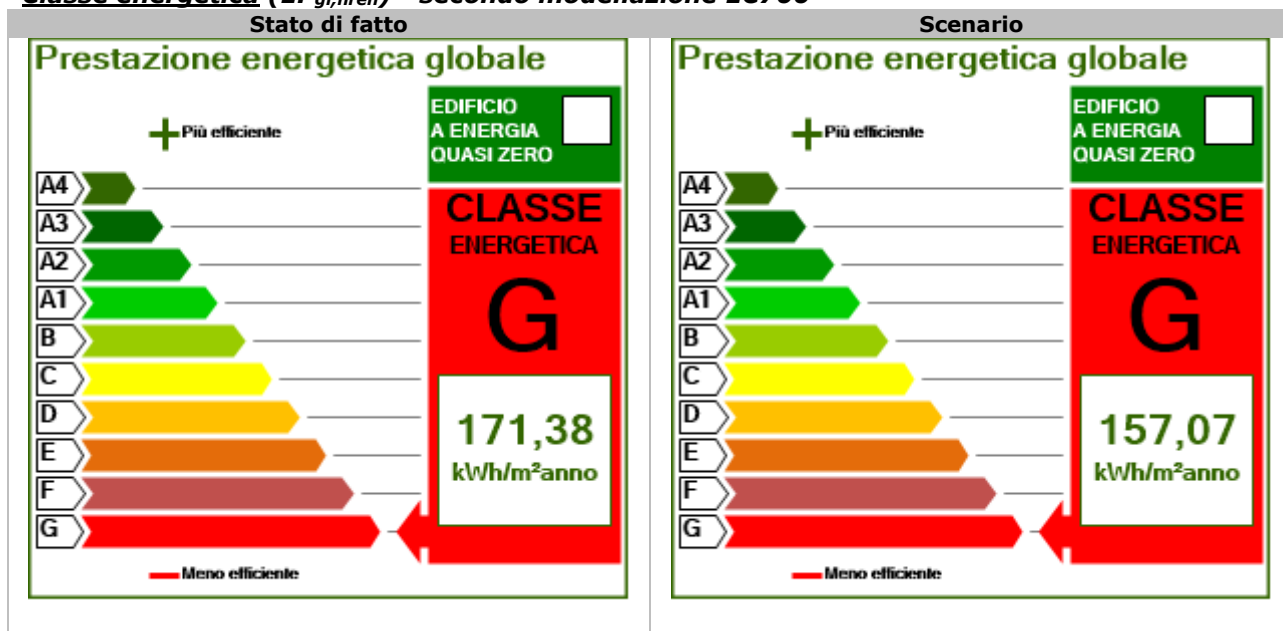 Stato di fatto
Prestazione energetica globale
Più efficiente
EDIFICIO
A ENERGIA
QUASI ZERO
A4
A3
A2
A1
B
C
D
E
F
G
CLASSE
ENERGETICA
G
171,38
kWh/m²anno
Meno efficiente
Scenario
Prestazione energetica globale
Più efficiente
EDIFICIO
A ENERGIA
QUASI ZERO
A4
A3
A2
A1
B
C
D
E
F
G
CLASSE
ENERGETICA
G
157,07
kWh/m²anno
Meno efficiente